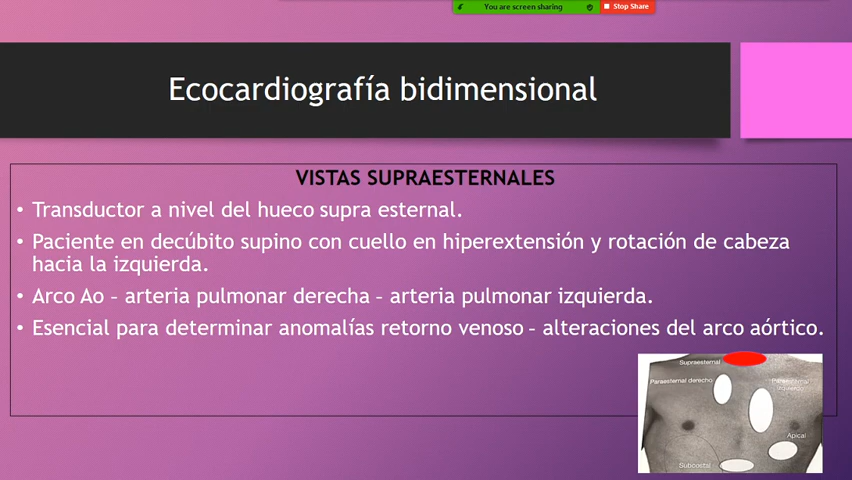 You are screen sharing
Stop Share
Ecocardiografía bidimensional
VISTAS SUPRAESTERNALES
• Transductor a nivel del hueco supra esternal.
• Paciente en decúbito supino con cuello en hiperextensión y rotación de cabeza
hacia la izquierda.
• Arco Ao – arteria pulmonar derecha – arteria pulmonar izquierda.
• Esencial para determinar anomalías retorno venoso – alteraciones del arco aórtico.
Supraesternal
Paraesternal derecho
Paraesternal
izquierdo
Apical
Subcostal